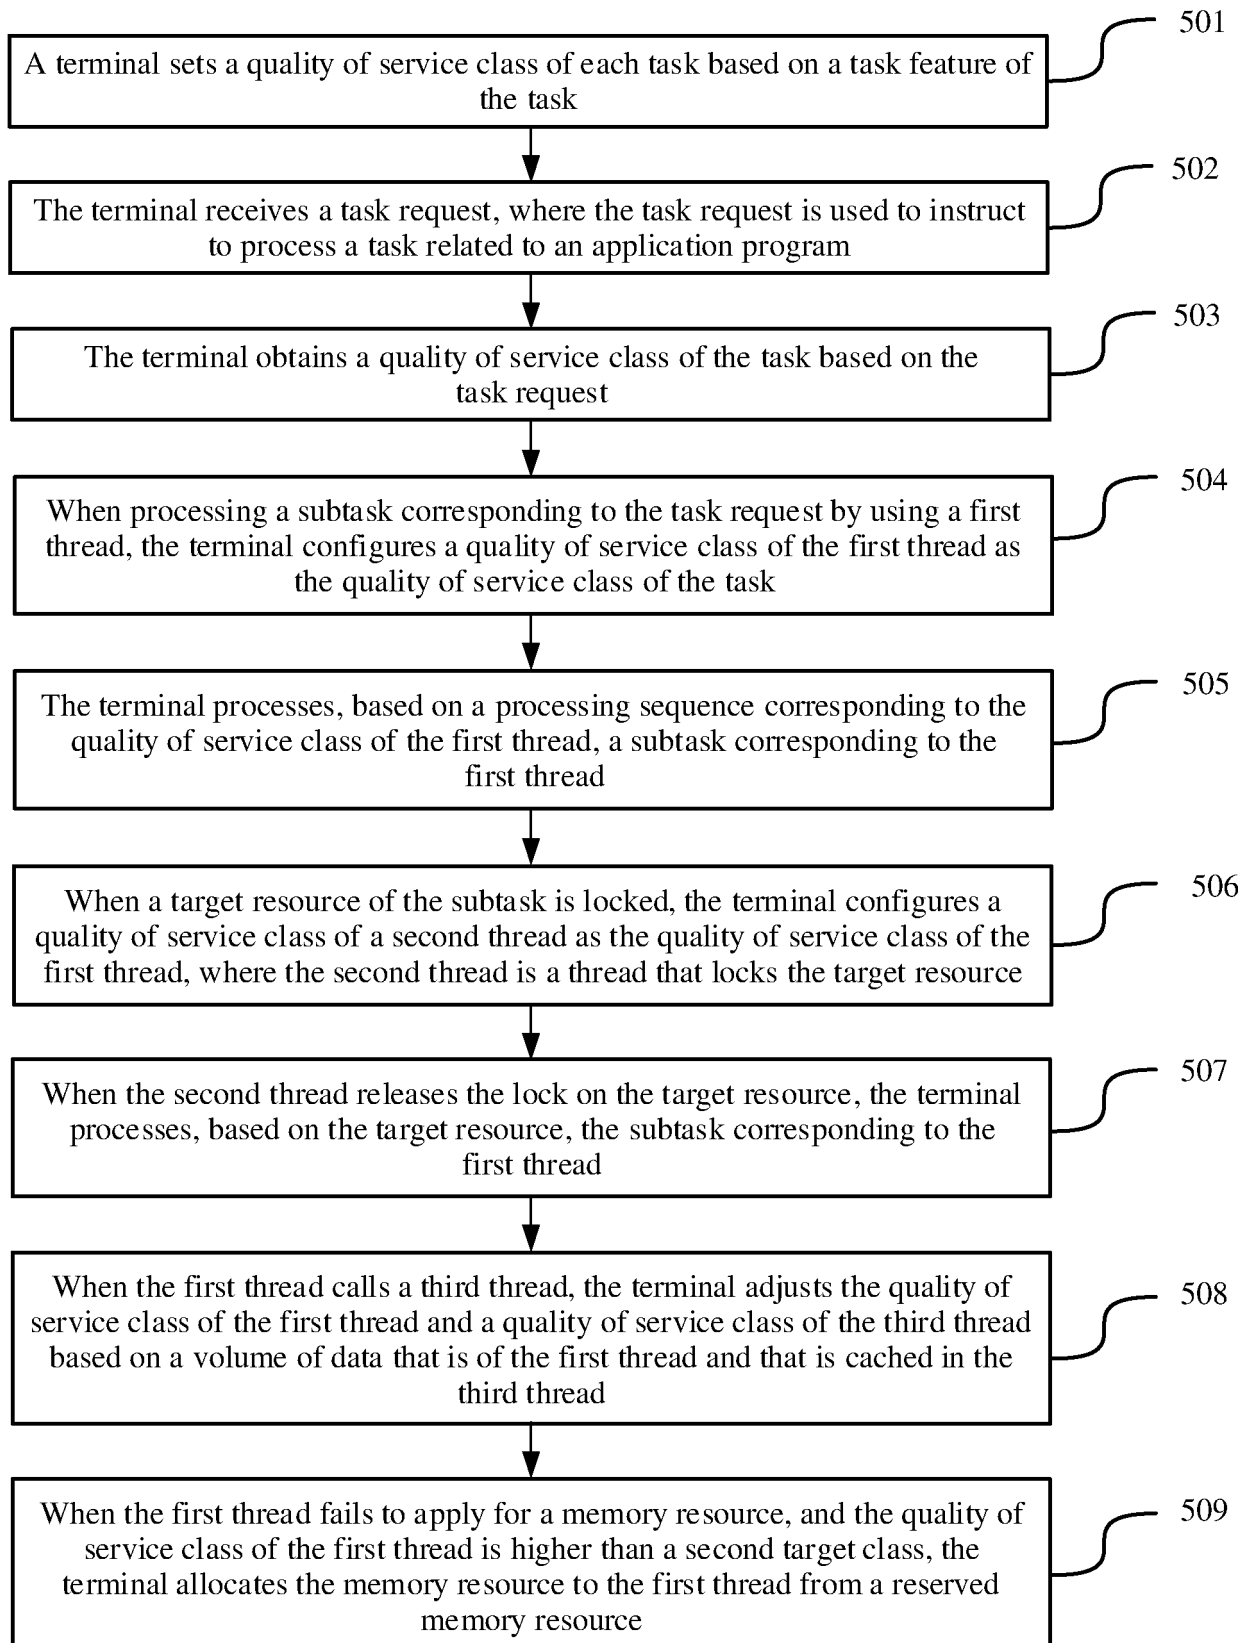 501
A terminal sets a quality of service class of each task based on a task feature of
the task
502
The terminal receives a task request, where the task request is used to instruct
to process a task related to an application program
503
The terminal obtains a quality of service class of the task based on the
task request
504
When processing a subtask corresponding to the task request by using a first
thread, the terminal configures a quality of service class of the first thread as
the quality of service class of the task
505
The terminal processes, based on a processing sequence corresponding to the
quality of service class of the first thread, a subtask corresponding to the
first thread
506
When a target resource of the subtask is locked, the terminal configures a
quality of service class of a second thread as the quality of service class of the
first thread, where the second thread is a thread that locks the target resource
507
When the second thread releases the lock on the target resource, the terminal
processes, based on the target resource, the subtask corresponding to the
first thread
508
When the first thread calls a third thread, the terminal adjusts the quality of
service class of the first thread and a quality of service class of the third thread
based on a volume of data that is of the first thread and that is cached in the
third thread
509
When the first thread fails to apply for a memory resource, and the quality of
service class of the first thread is higher than a second target class, the
terminal allocates the memory resource to the first thread from a reserved
memory resource